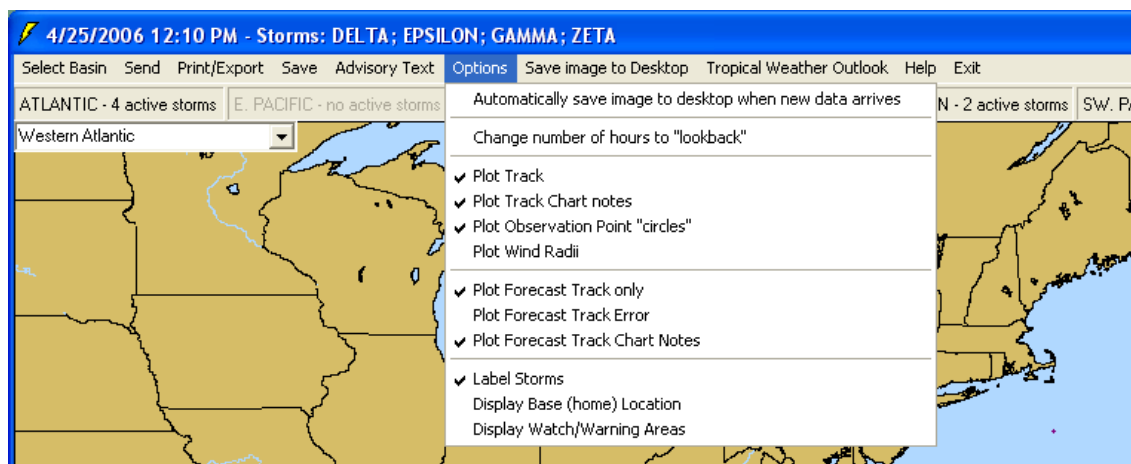 4/25/2006 12:10 PM - Storms: DELTA; EPSILON; GAMMA; ZETA
Select Basin Send Print/Export Save Advisory Text Options Save image to Desktop Tropical Weather Outlook Help Exit
ATLANTIC - 4 active storms E. PACIFIC - no active storms N - 2 active storms SW. P
Western Atlantic
Automatically save image to desktop when new data arrives
Change number of hours to "lookback"
Plot Track
Plot Track Chart notes
Plot Observation Point "circles"
Plot Wind Radii
Plot Forecast Track only
Plot Forecast Track Error
Plot Forecast Track Chart Notes
Label Storms
Display Base (home) Location
Display Watch/Warning Areas